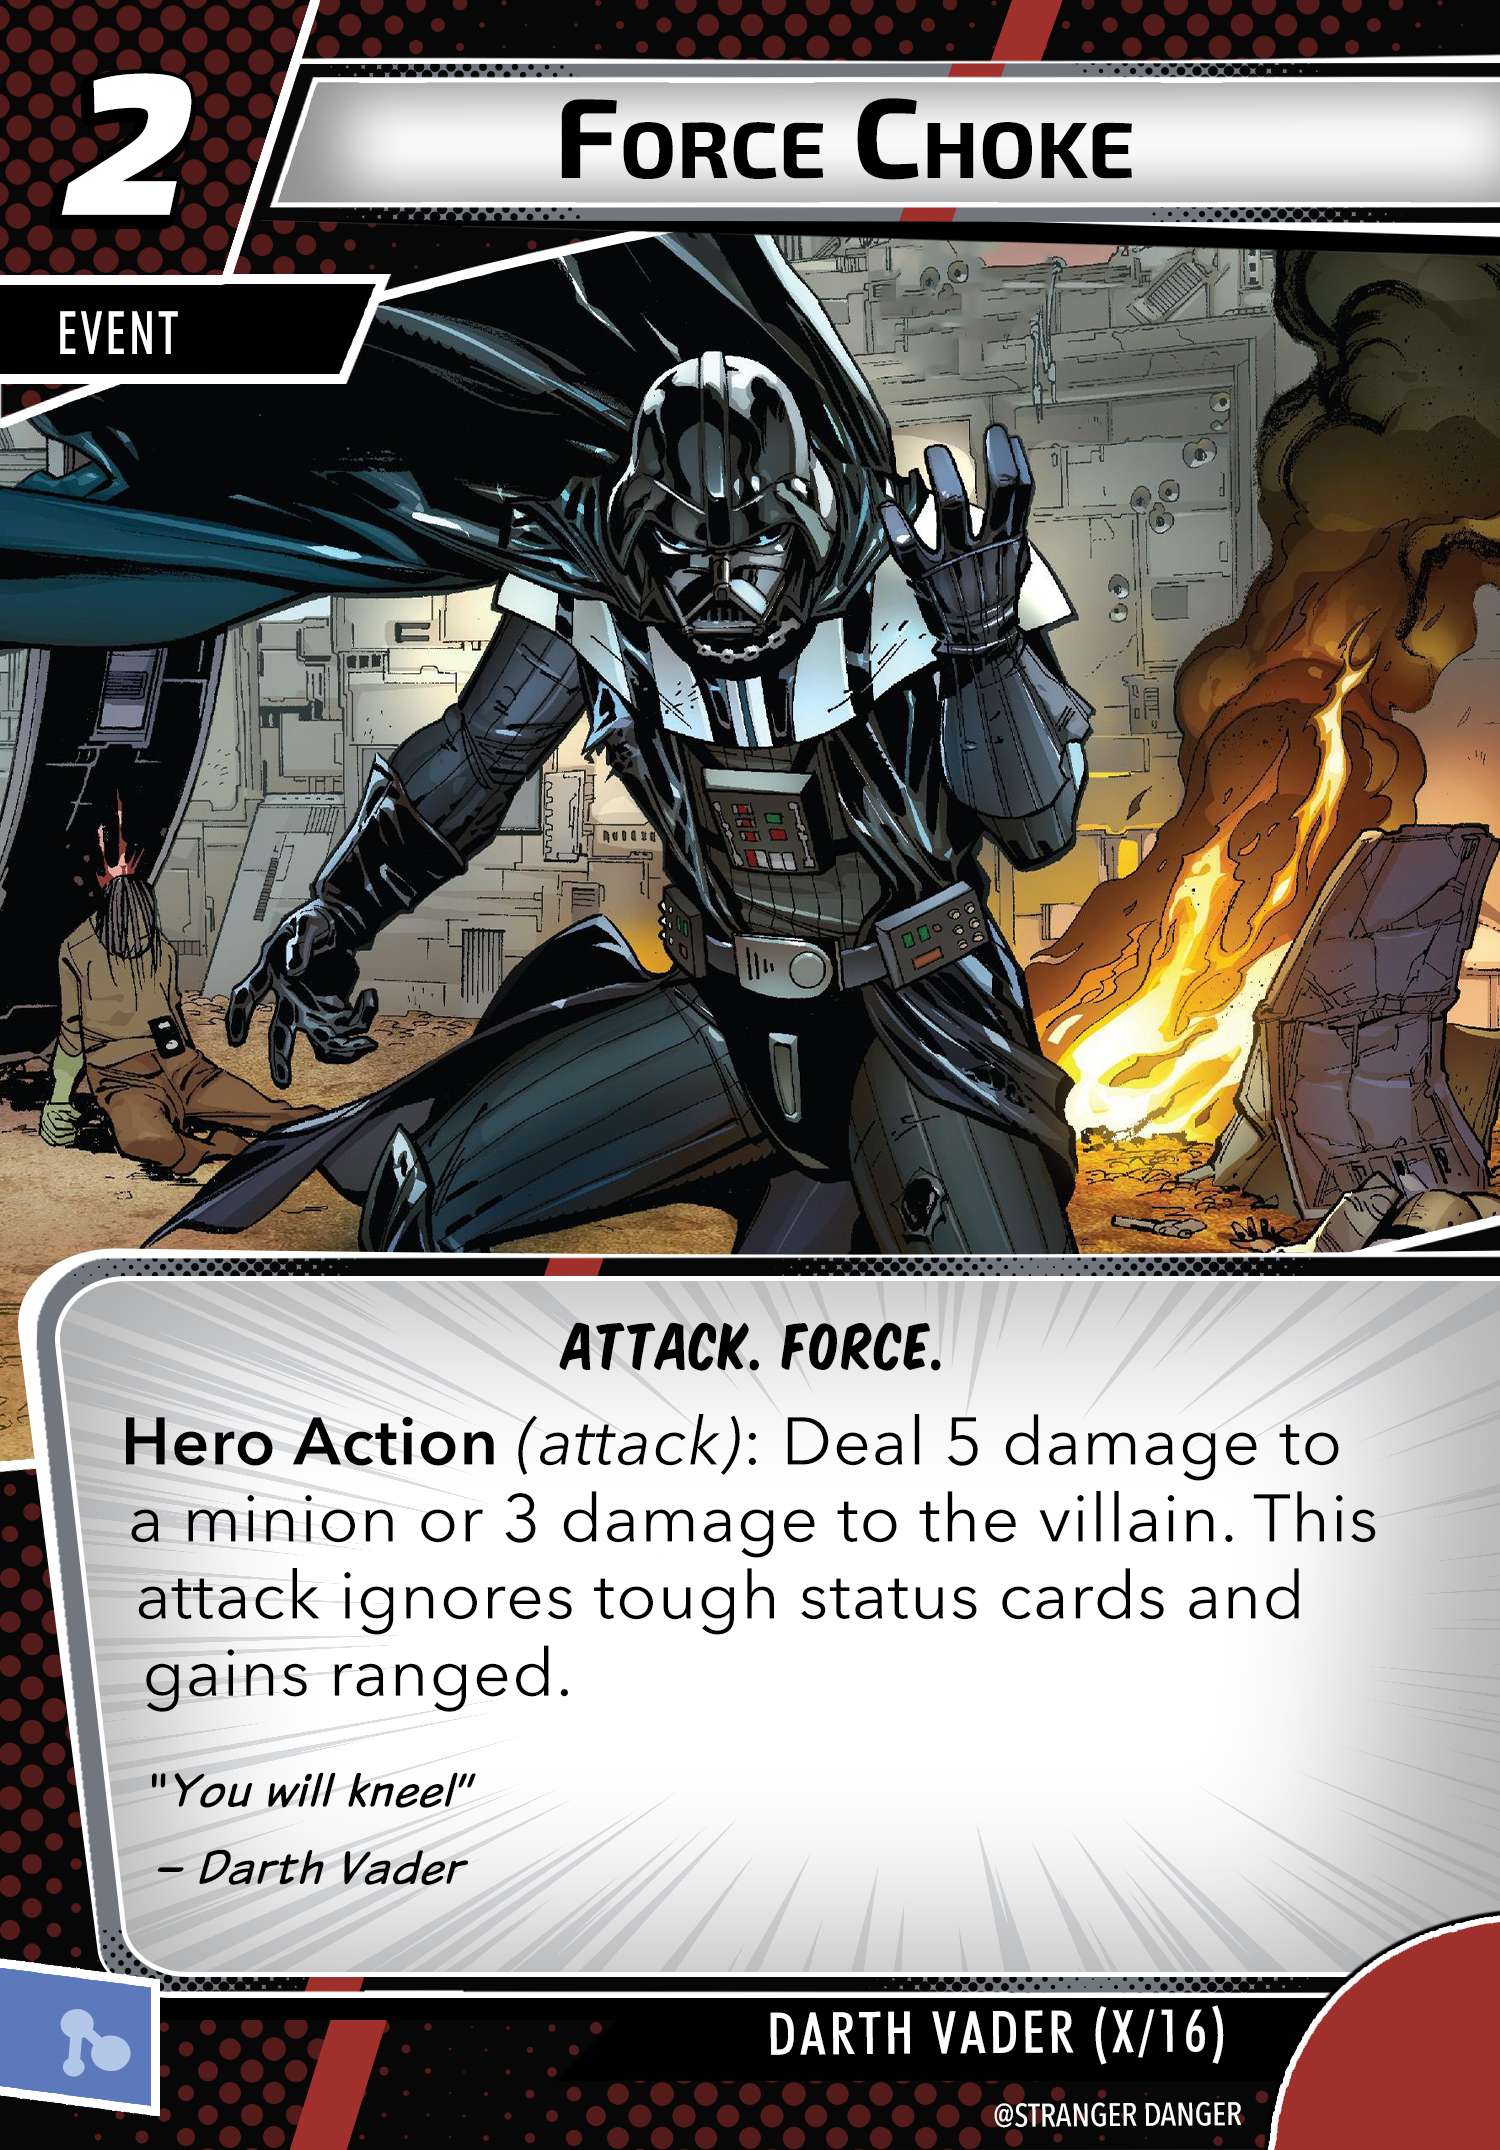 2
FORCE CHOKE
EVENT
ATTACK. FORCE.
Hero Action (attack): Deal 5 damage to
a minion or 3 damage to the villain. This
attack ignores tough status cards and
gains ranged.
"You will kneel"
– Darth Vader
DARTH VADER (X/16)
@STRANGER DANGER